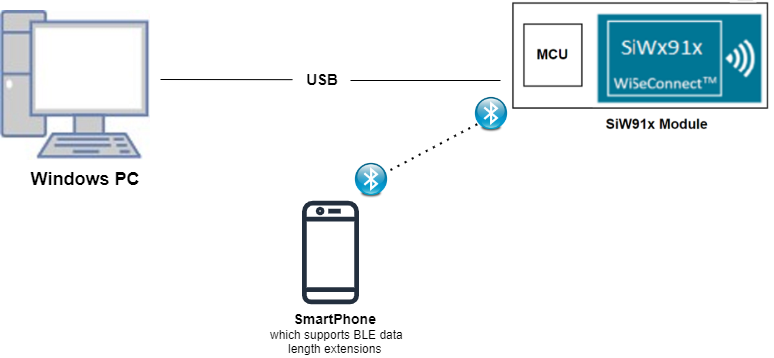 MCU
SiWx91x
WiSeConnect™
USB
SiW91x Module
Windows PC
SmartPhone
which supports BLE data
length extensions